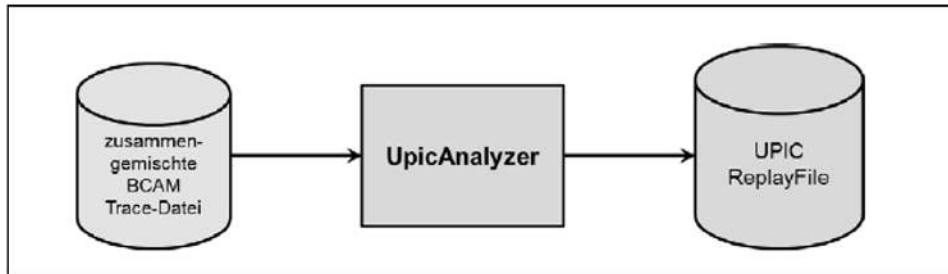 zusammen-
gemischte
BCAM
Trace-Datei
UpicAnalyzer
UPIC
ReplayFile